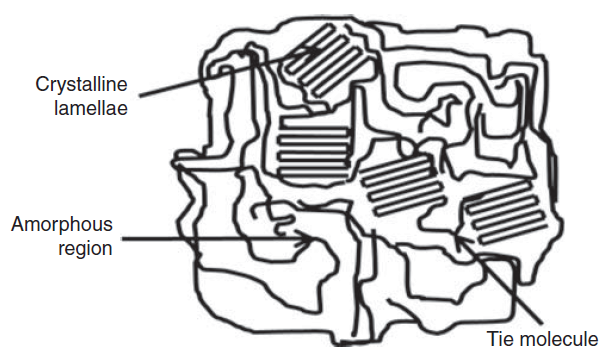 Crystalline
lamellae
Amorphous
region
Tie molecule